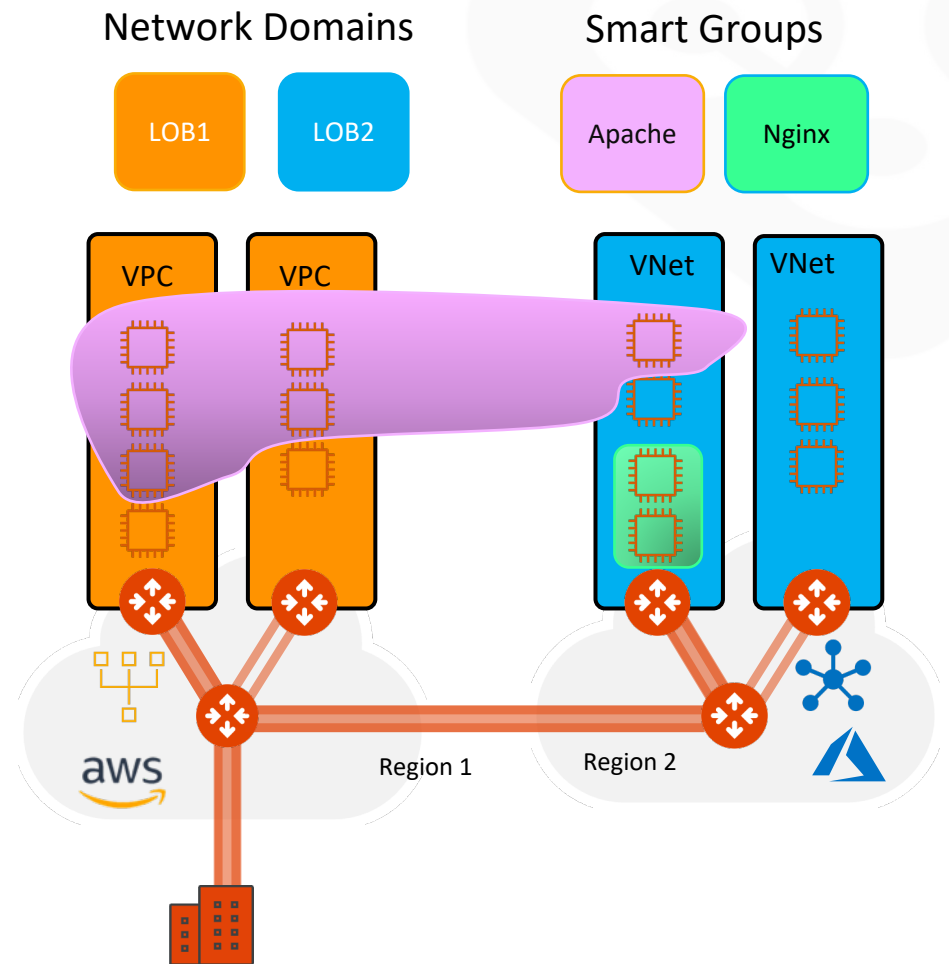 Network Domains
Smart Groups
LOB1
LOB2
Apache
Nginx
VPC
VPC
VNet
VNet
aws
Region 1
Region 2